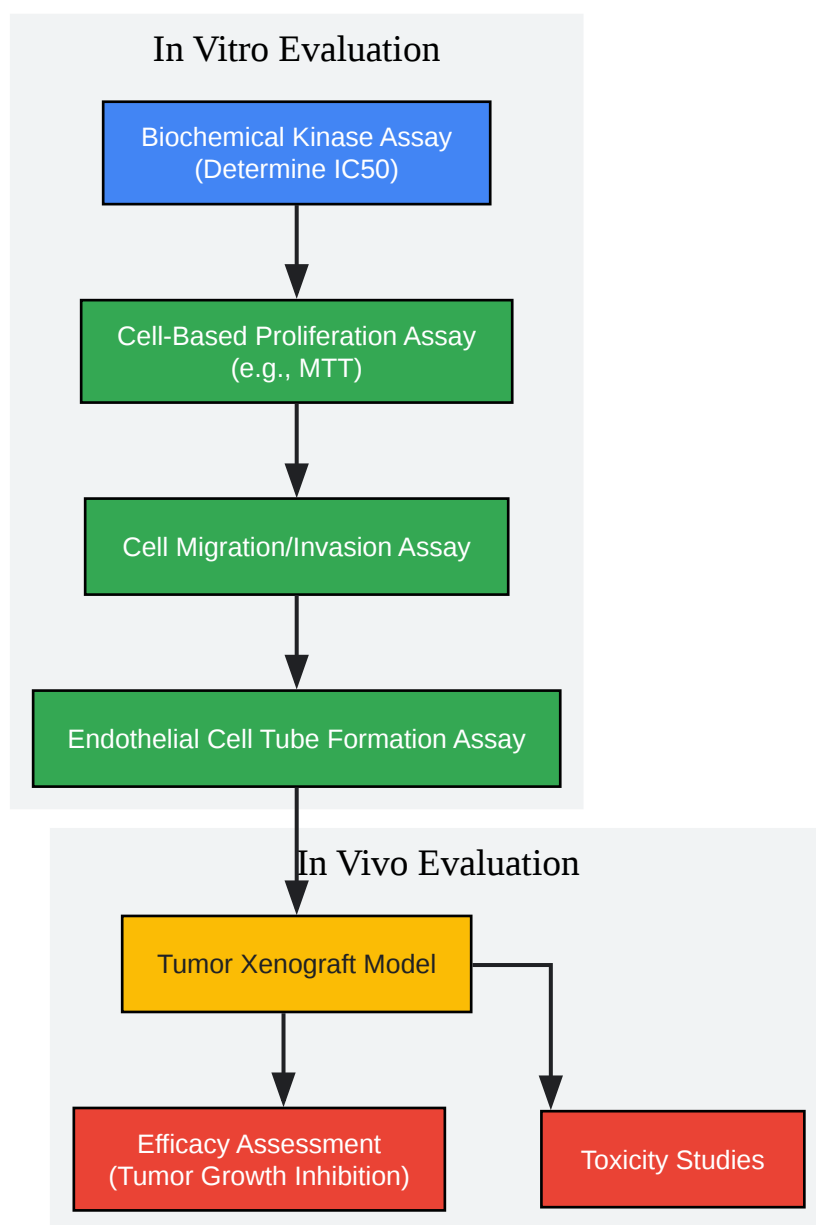 In Vitro Evaluation
Biochemical Kinase Assay
(Determine IC50)
Cell-Based Proliferation Assay
(e.g., MTT)
Cell Migration/Invasion Assay
Endothelial Cell Tube Formation Assay
In Vivo Evaluation
Tumor Xenograft Model
Efficacy Assessment
(Tumor Growth Inhibition)
Toxicity Studies